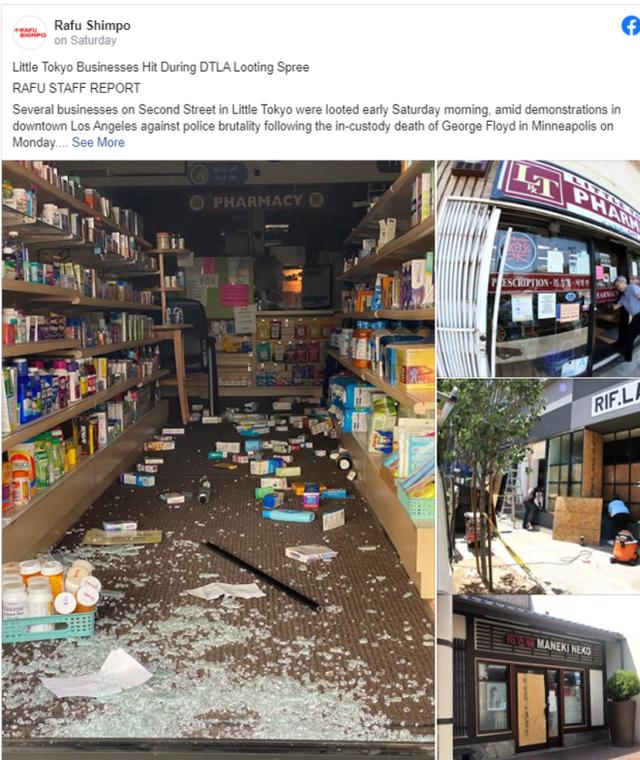 RAFU
SHIMPO
Rafu Shimpo
on Saturday
Little Tokyo Businesses Hit During DTLA Looting Spree
RAFU STAFF REPORT
Several businesses on Second Street in Little Tokyo were looted early Saturday morning, amid demonstrations in
downtown Los Angeles against police brutality following the in-custody death of George Floyd in Minneapolis on
Monday.... See More
PHARMACY
LT
LITTLE
PHARM
PRESCRIPTION
RIF.LA
MANEKI NEKO